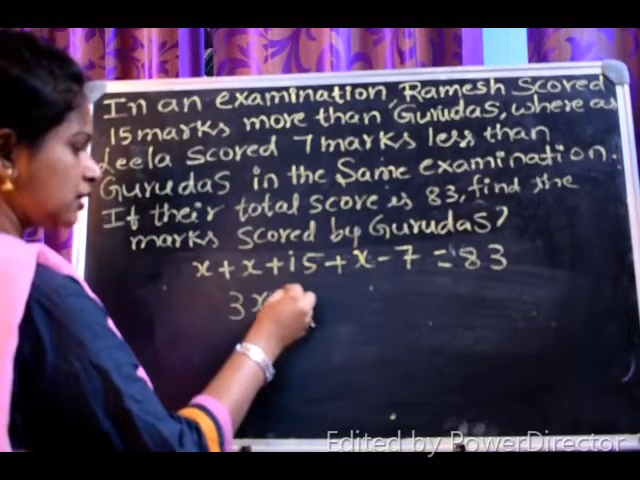 In an examination, Ramesh Scored
15 marks more than Gurudas, where as
Leela Scored 7 marks less than
Gurudas in the Same examination.
If their total score is 83, find the
marks scored by Gurudas?
x + x + 15 + x - 7 = 83
3x
Edited by PowerDirector